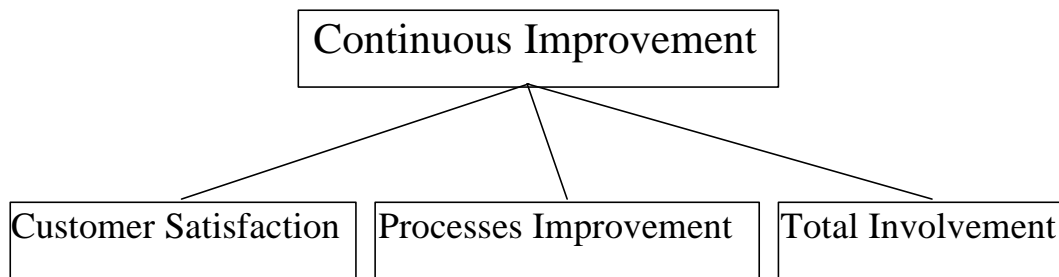 Continuous Improvement
Customer Satisfaction
Processes Improvement
Total Involvement